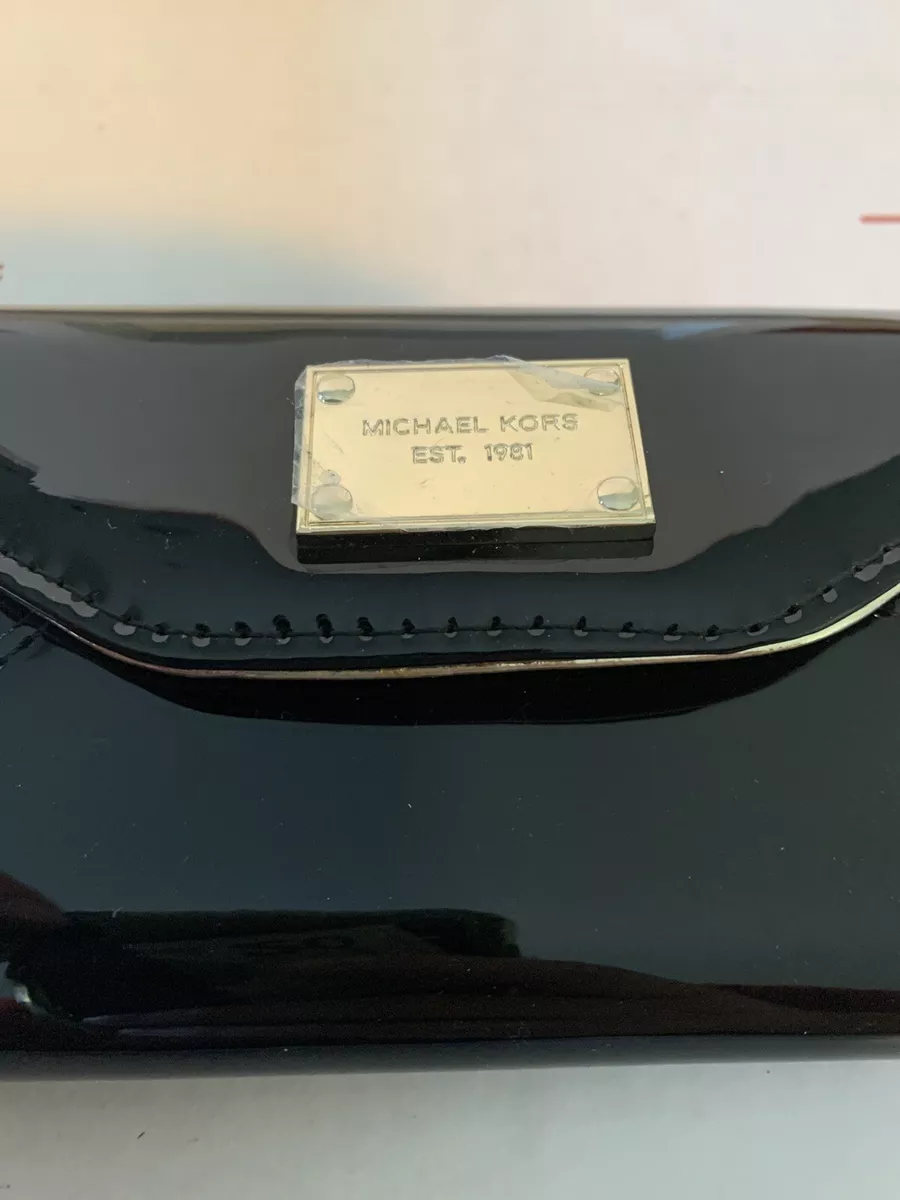 MICHAEL KORS
EST. 1981